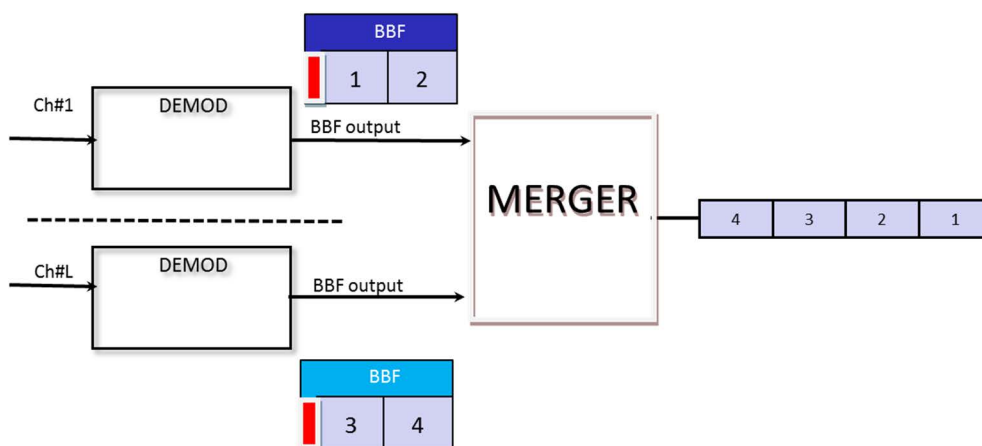 BBF
1 2
Ch#1
DEMOD
BBF output
MERGER
4 3 2 1
Ch#L
DEMOD
BBF output
BBF
3 4